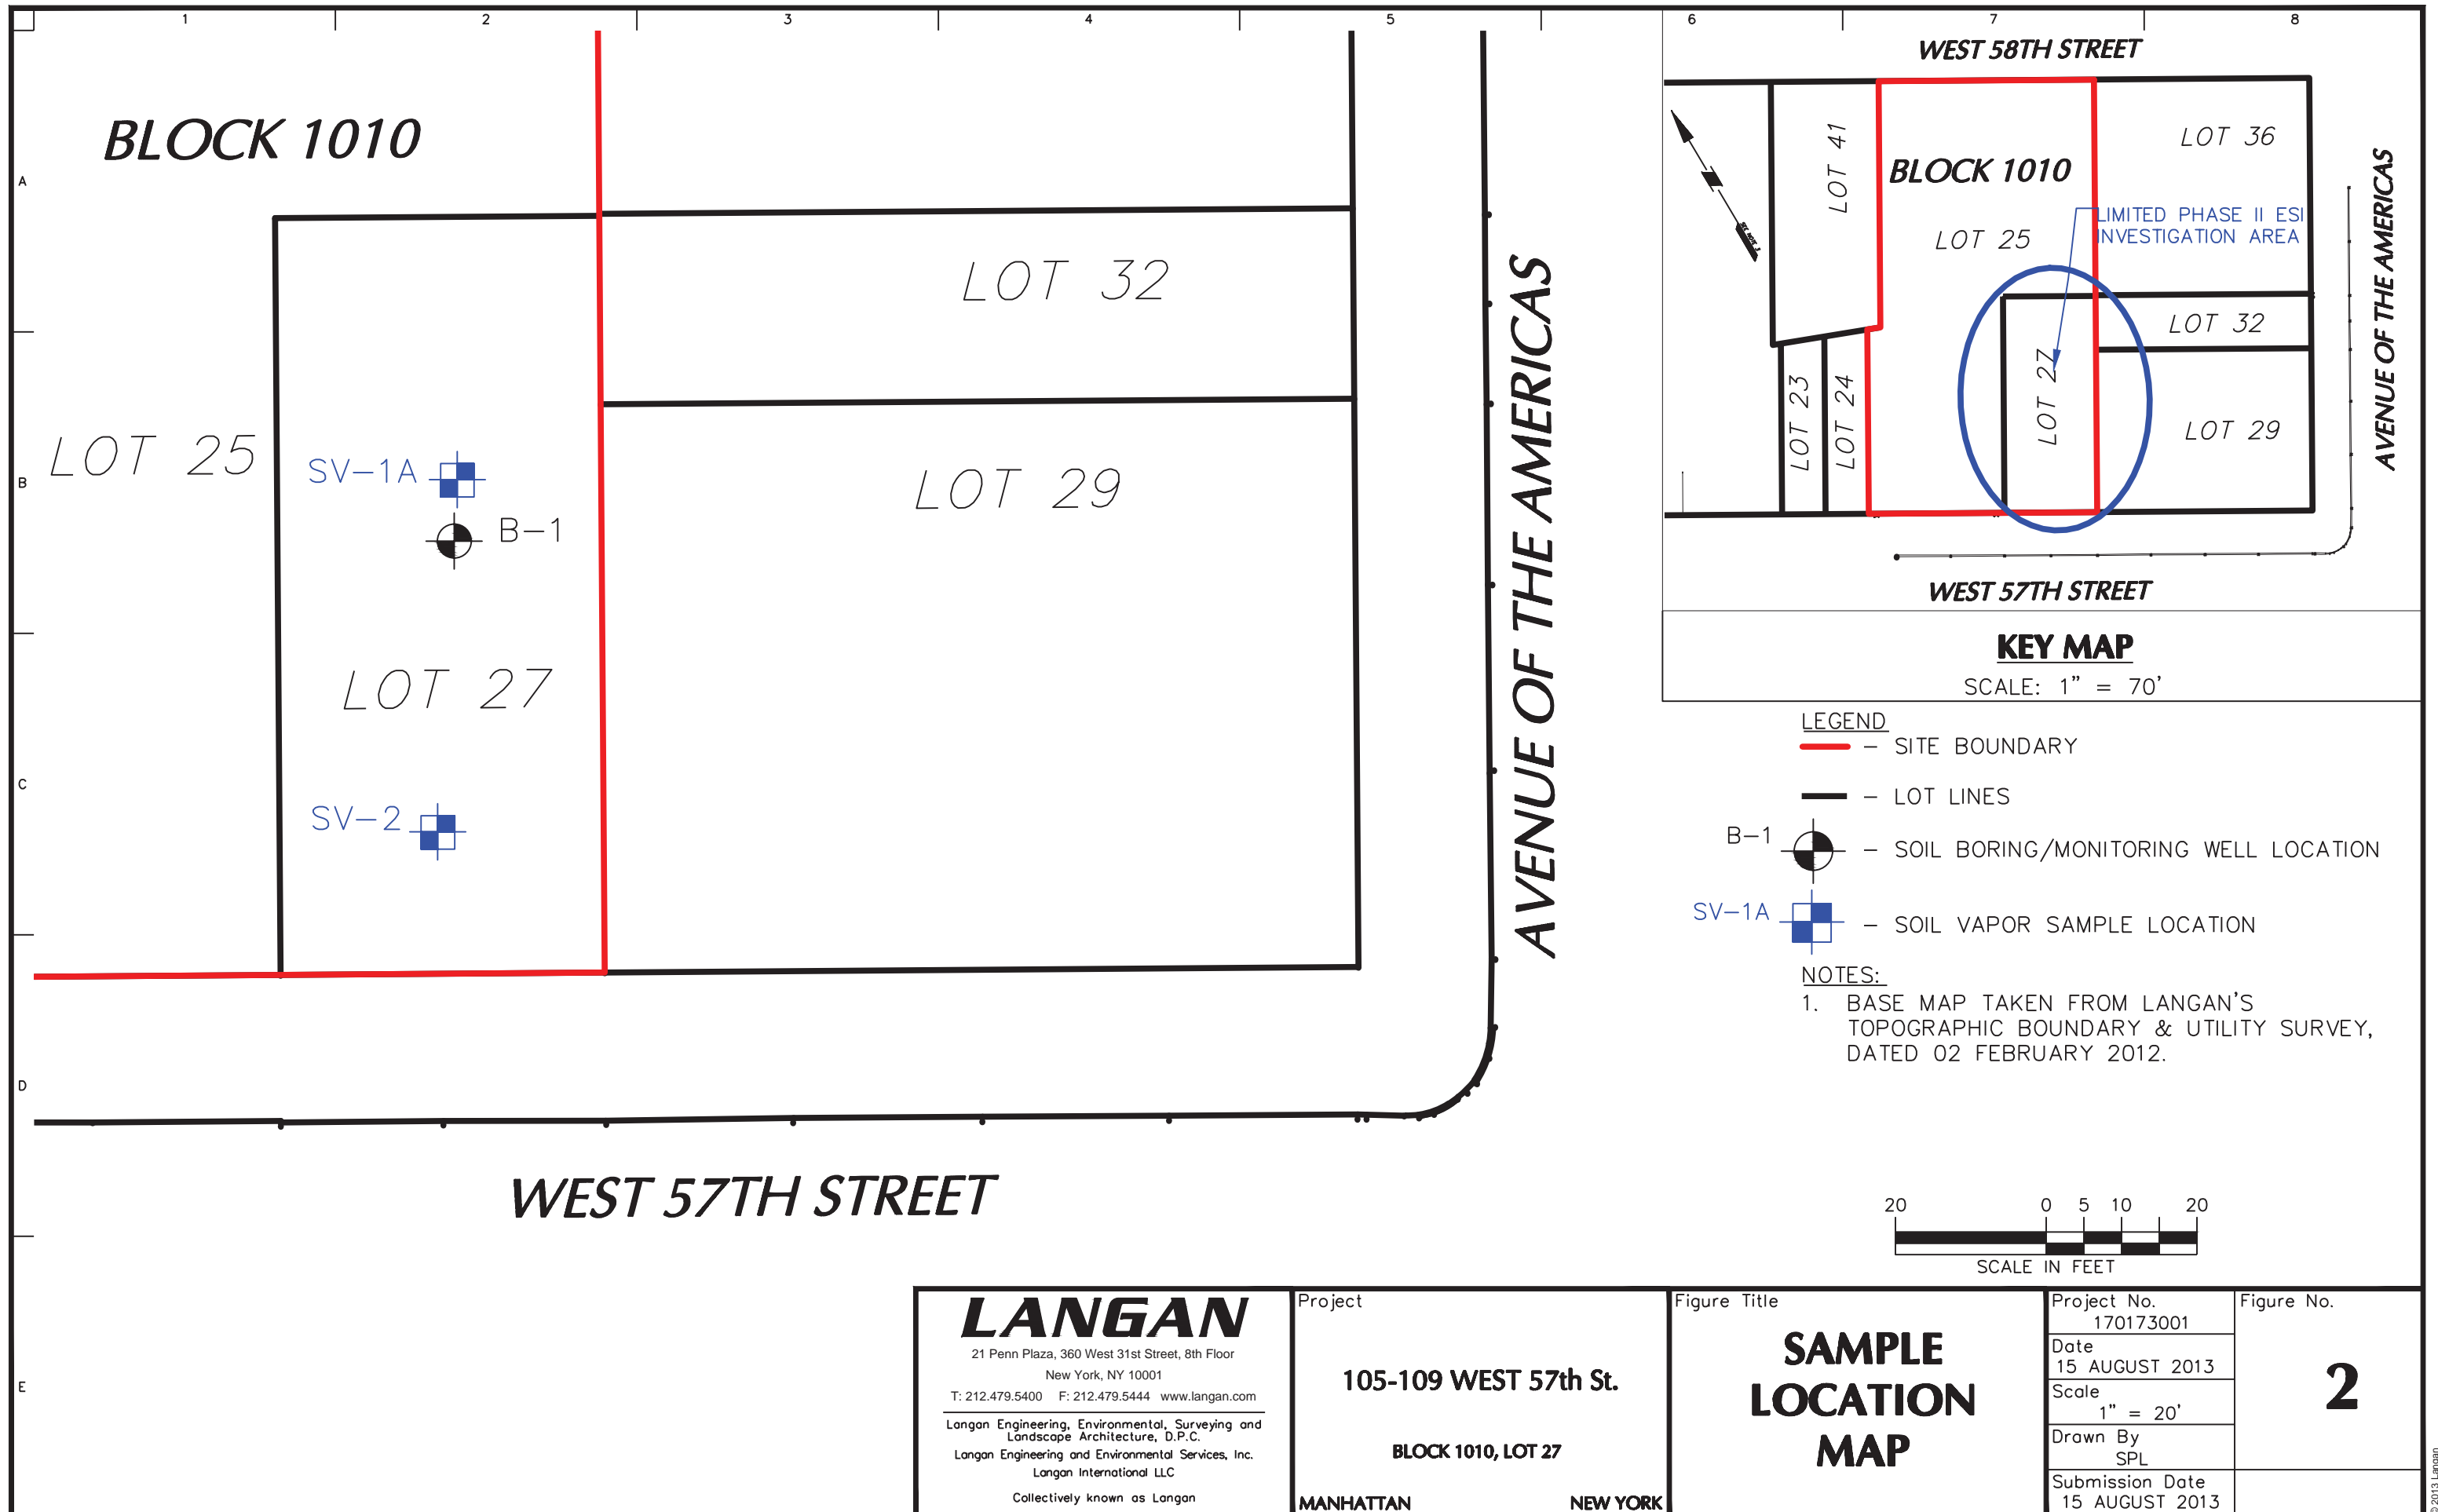 1 2 3 4 5 6 7 8
A
B
C
D
E
BLOCK 1010
LOT 32
LOT 25
SV-1A
B-1
LOT 29
LOT 27
SV-2
AVENUE OF THE AMERICAS
WEST 57TH STREET
WEST 58TH STREET
LOT 41
BLOCK 1010
LOT 36
LIMITED PHASE II ESI
INVESTIGATION AREA
LOT 25
LOT 32
LOT 23
LOT 24
LOT 27
LOT 29
AVENUE OF THE AMERICAS
WEST 57TH STREET
KEY MAP
SCALE: 1" = 70'
LEGEND
- SITE BOUNDARY
- LOT LINES
B-1 - SOIL BORING/MONITORING WELL LOCATION
SV-1A - SOIL VAPOR SAMPLE LOCATION
NOTES:
1. BASE MAP TAKEN FROM LANGAN'S
TOPOGRAPHIC BOUNDARY & UTILITY SURVEY,
DATED 02 FEBRUARY 2012.
20 0 5 10 20
SCALE IN FEET
LANGAN
21 Penn Plaza, 360 West 31st Street, 8th Floor
New York, NY 10001
T: 212.479.5400 F: 212.479.5444 www.langan.com
Langan Engineering, Environmental, Surveying and
Landscape Architecture, D.P.C.
Langan Engineering and Environmental Services, Inc.
Langan International LLC
Collectively known as Langan
Project
105-109 WEST 57th St.
BLOCK 1010, LOT 27
MANHATTAN NEW YORK
Figure Title
SAMPLE
LOCATION
MAP
Project No.
170173001
Date
15 AUGUST 2013
Scale
1" = 20'
Drawn By
SPL
Submission Date
15 AUGUST 2013
Figure No.
2
© 2013 Langan